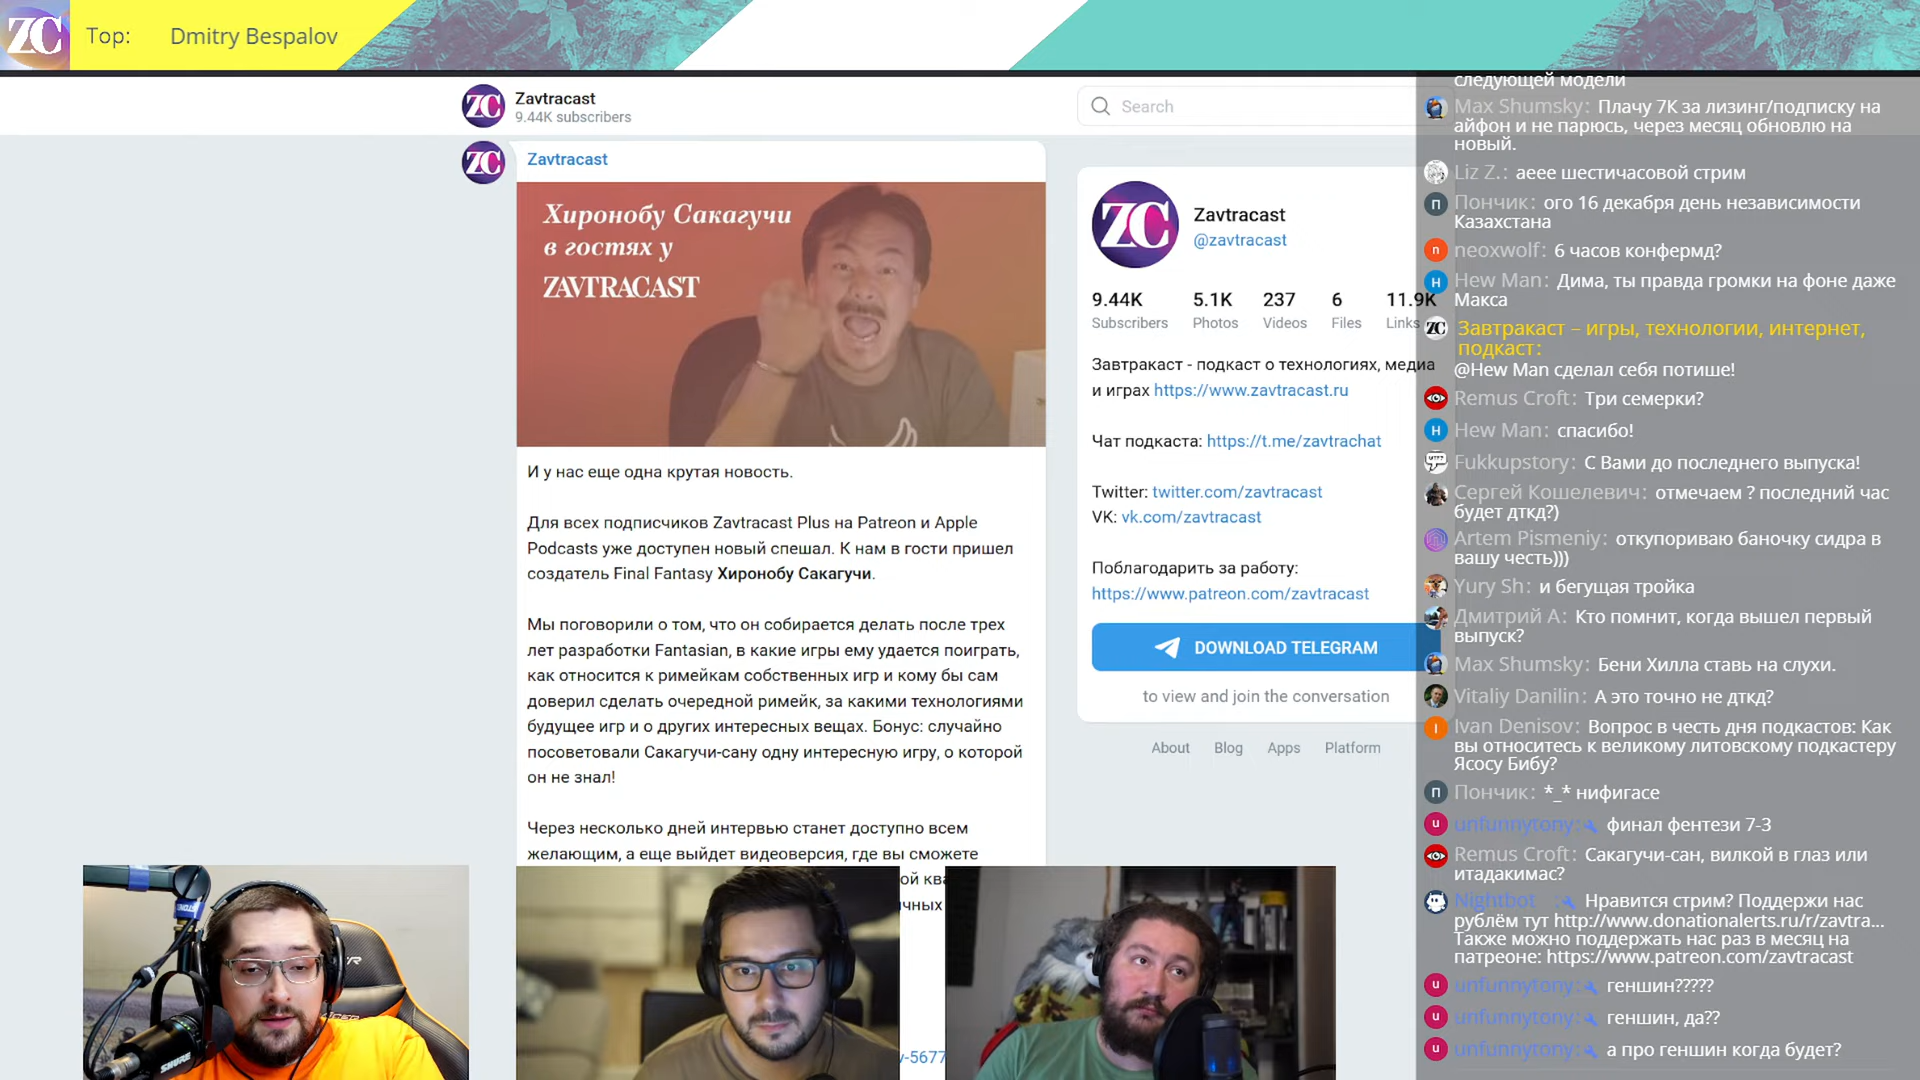 ZC
Top: Dmitry Bespalov
ZC
Zavtracast
9.44K subscribers
Search
ZC
Zavtracast
Хиронобу Сакагучи
в гостях у
ZAVTRACAST
И у нас еще одна крутая новость.
Для всех подписчиков Zavtracast Plus на Patreon и Apple
Podcasts уже доступен новый спешал. К нам в гости пришел
создатель Final Fantasy Хиронобу Сакагучи.
Мы поговорили о том, что он собирается делать после трех
лет разработки Fantasian, в какие игры ему удается поиграть,
как относится к римейкам собственных игр и кому бы сам
доверил сделать очередной римейк, за какими технологиями
будущее игр и о других интересных вещах. Бонус: случайно
посоветовали Сакагучи-сану одну интересную игру, о которой
он не знал!
Через несколько дней интервью станет доступно всем
желающим, а еще выйдет видеоверсия, где вы сможете
v-5677
ZC
Zavtracast
@zavtracast
9.44K 5.1K 237 6 11.9K
Subscribers Photos Videos Files Links
Завтракаст - подкаст о технологиях, медиа
и играх https://www.zavtracast.ru
Чат подкаста: https://t.me/zavtrachat
Twitter: twitter.com/zavtracast
VK: vk.com/zavtracast
Поблагодарить за работу:
https://www.patreon.com/zavtracast
DOWNLOAD TELEGRAM
to view and join the conversation
About Blog Apps Platform
следующей модели
Max Shumsky: Плачу 7К за лизинг/подписку на
айфон и не парюсь, через месяц обновлю на
новый.
Liz Z.: аеее шестичасовой стрим
Пончик: ого 16 декабря день независимости
Казахстана
neoxwolf: 6 часов конфермд?
Hew Man: Дима, ты правда громки на фоне даже
Макса
Завтракаст – игры, технологии, интернет,
подкаст:
@Hew Man сделал себя потише!
Remus Croft: Три семерки?
Hew Man: спасибо!
Fukkupstory: С Вами до последнего выпуска!
Сергей Кошелевич: отмечаем ? последний час
будет дткд?)
Artem Pismeniy: откупориваю баночку сидра в
вашу честь)))
Yury Sh: и бегущая тройка
Дмитрий А: Кто помнит, когда вышел первый
выпуск?
Max Shumsky: Бени Хилла ставь на слухи.
Vitaliy Danilin: А это точно не дткд?
Ivan Denisov: Вопрос в честь дня подкастов: Как
вы относитесь к великому литовскому подкастеру
Ясосу Бибу?
Пончик: *_* нифигасе
unfunnytony: финал фентези 7-3
Remus Croft: Сакагучи-сан, вилкой в глаз или
итадакимас?
Nightbot : Нравится стрим? Поддержи нас
рублём тут http://www.donationalerts.ru/r/zavtra...
Также можно поддержать нас раз в месяц на
патреоне: https://www.patreon.com/zavtracast
unfunnytony: геншин?????
unfunnytony: геншин, да??
unfunnytony: а про геншин когда будет?
SHURE